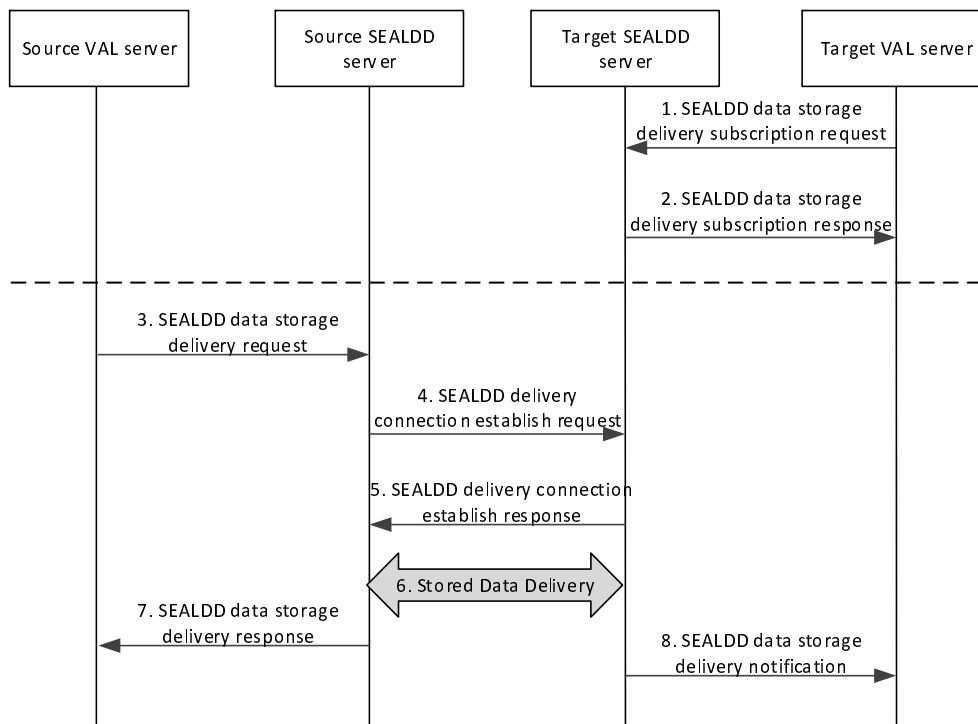 Source VAL server
Source SEALDD
server
Target SEALDD
server
Target VAL server
1. SEALDD data storage
delivery subscription request
2. SEALDD data storage
delivery subscription response
3. SEALDD data storage
delivery request
4. SEALDD delivery
connection establish request
5. SEALDD delivery connection
establish response
6. Stored Data Delivery
7. SEALDD data storage
delivery response
8. SEALDD data storage
delivery notification